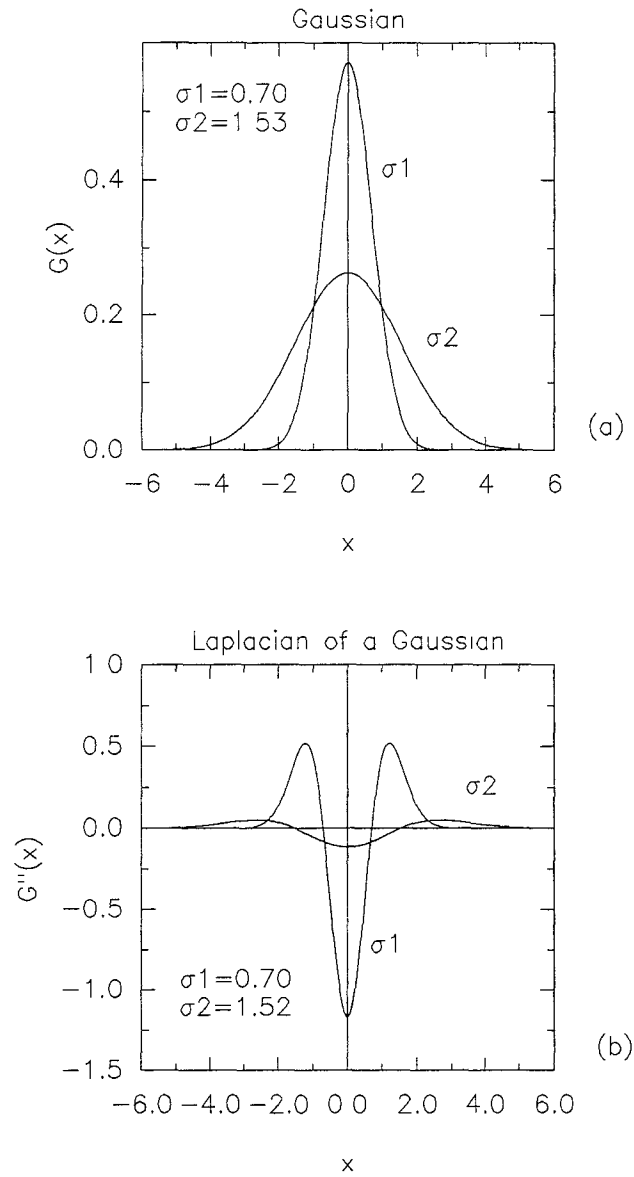 Gaussian
σ1=0.70
σ2=1 53
σ1
σ2
0.4
0.2
0.0
G(x)
−6 −4 −2 0 2 4 6
x
(a)
Laplacian of a Gaussian
1 0
0.5
0.0
−0.5
−1.0
−1.5
G"(x)
σ2
σ1
σ1=0.70
σ2=1.52
−6.0 −4.0 −2.0 0 0 2.0 4.0 6.0
x
(b)